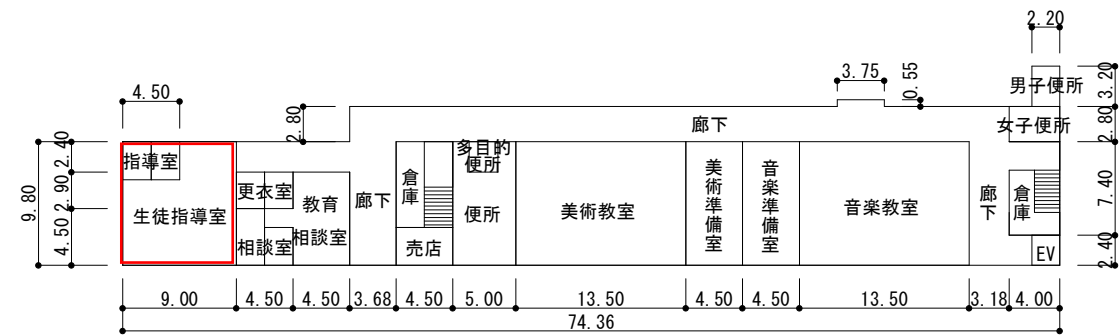 2.20
3.75
0.55
男子便所
3.20
4.50
2.80
廊下
女子便所
2.80
2.40
指導室
多目的
便所
倉庫
美術準備室
音楽準備室
9.80
2.90
生徒指導室
更衣室
教育
相談室
廊下
便所
美術教室
音楽教室
廊下
倉庫
7.40
4.50
相談室
売店
EV
2.40
9.00
4.50
4.50
3.68
4.50
5.00
13.50
4.50
4.50
13.50
3.18
4.00
74.36